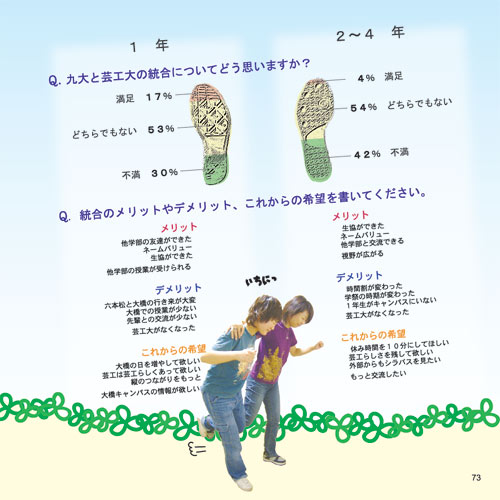 1 年
2～4 年
Q. 九大と芸工大の統合についてどう思いますか？
満足 17%
どちらでもない 53%
不満 30%
4% 満足
54% どちらでもない
42% 不満
Q. 統合のメリットやデメリット、これからの希望を書いてください。
メリット
他学部の友達ができた
ネームバリュー
生協ができた
他学部の授業が受けられる
デメリット
六本松と大橋の行き来が大変
大橋での授業が少ない
先輩との交流が少ない
芸工大がなくなった
これからの希望
大橋の日を増やして欲しい
芸工は芸工らしくあって欲しい
縦のつながりをもっと
大橋キャンパスの情報が欲しい
メリット
生協ができた
ネームバリュー
他学部と交流できる
視野が広がる
デメリット
時間割が変わった
学祭の時期が変わった
1年生がキャンパスにいない
芸工大がなくなった
これからの希望
休み時間を10分にしてほしい
芸工らしさを残して欲しい
外部からもシラバスを見たい
もっと交流したい
いちにっ
73